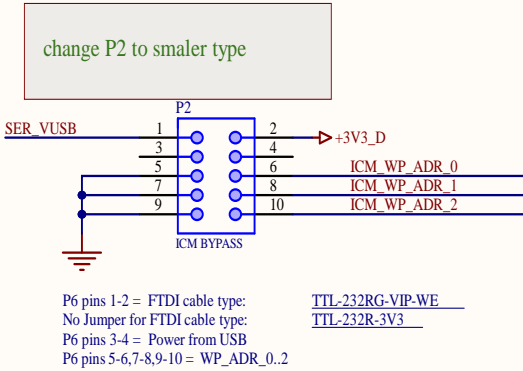 change P2 to smaler type
P2
SER_VUSB
1
2
+3V3_D
3
4
5
6
ICM_WP_ADR_0
7
8
ICM_WP_ADR_1
9
10
ICM_WP_ADR_2
ICM BYPASS
P6 pins 1-2 = FTDI cable type: TTL-232RG-VIP-WE
No Jumper for FTDI cable type: TTL-232R-3V3
P6 pins 3-4 = Power from USB
P6 pins 5-6,7-8,9-10 = WP_ADR_0..2